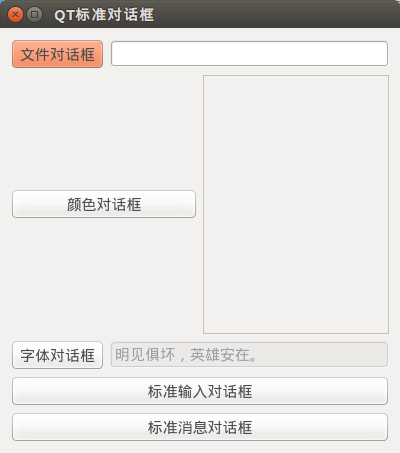 QT标准对话框
文件对话框
颜色对话框
字体对话框 明见俱坏，英雄安在。
标准输入对话框
标准消息对话框